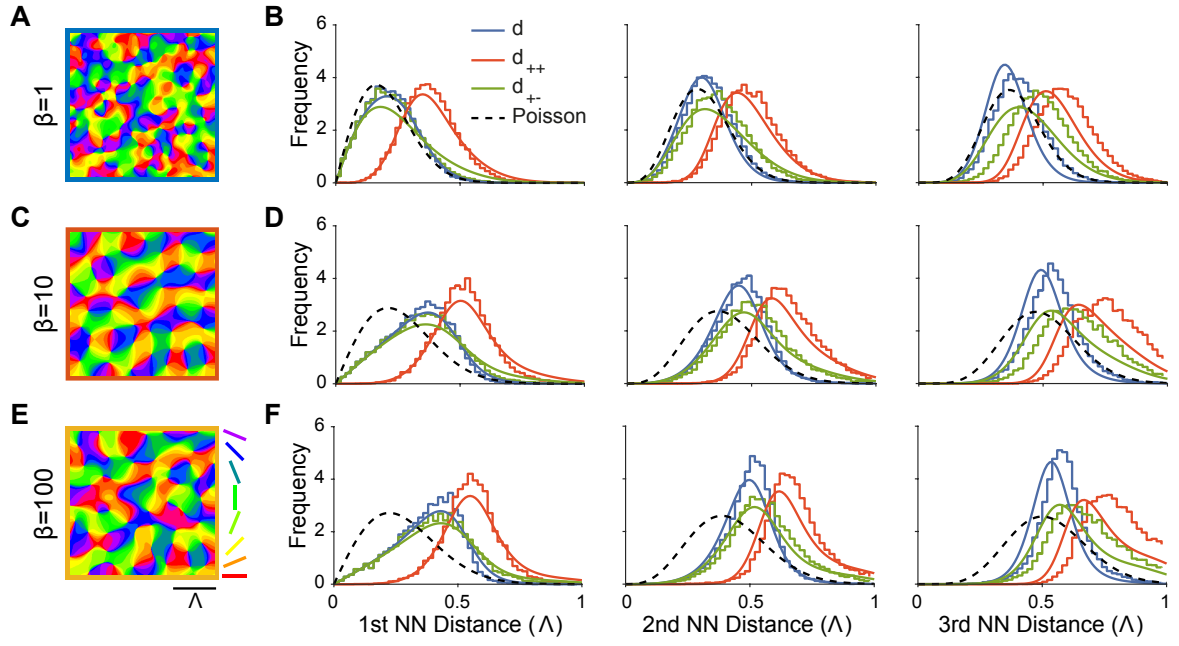 A
B
β=1
Frequency
6
4
2
0
d
d++
d+-
Poisson
C
D
β=10
Frequency
6
4
2
0
E
F
β=100
Frequency
6
4
2
0
0
0.5
1
0
0.5
1
0
0.5
1
Λ
1st NN Distance (Λ)
2nd NN Distance (Λ)
3rd NN Distance (Λ)